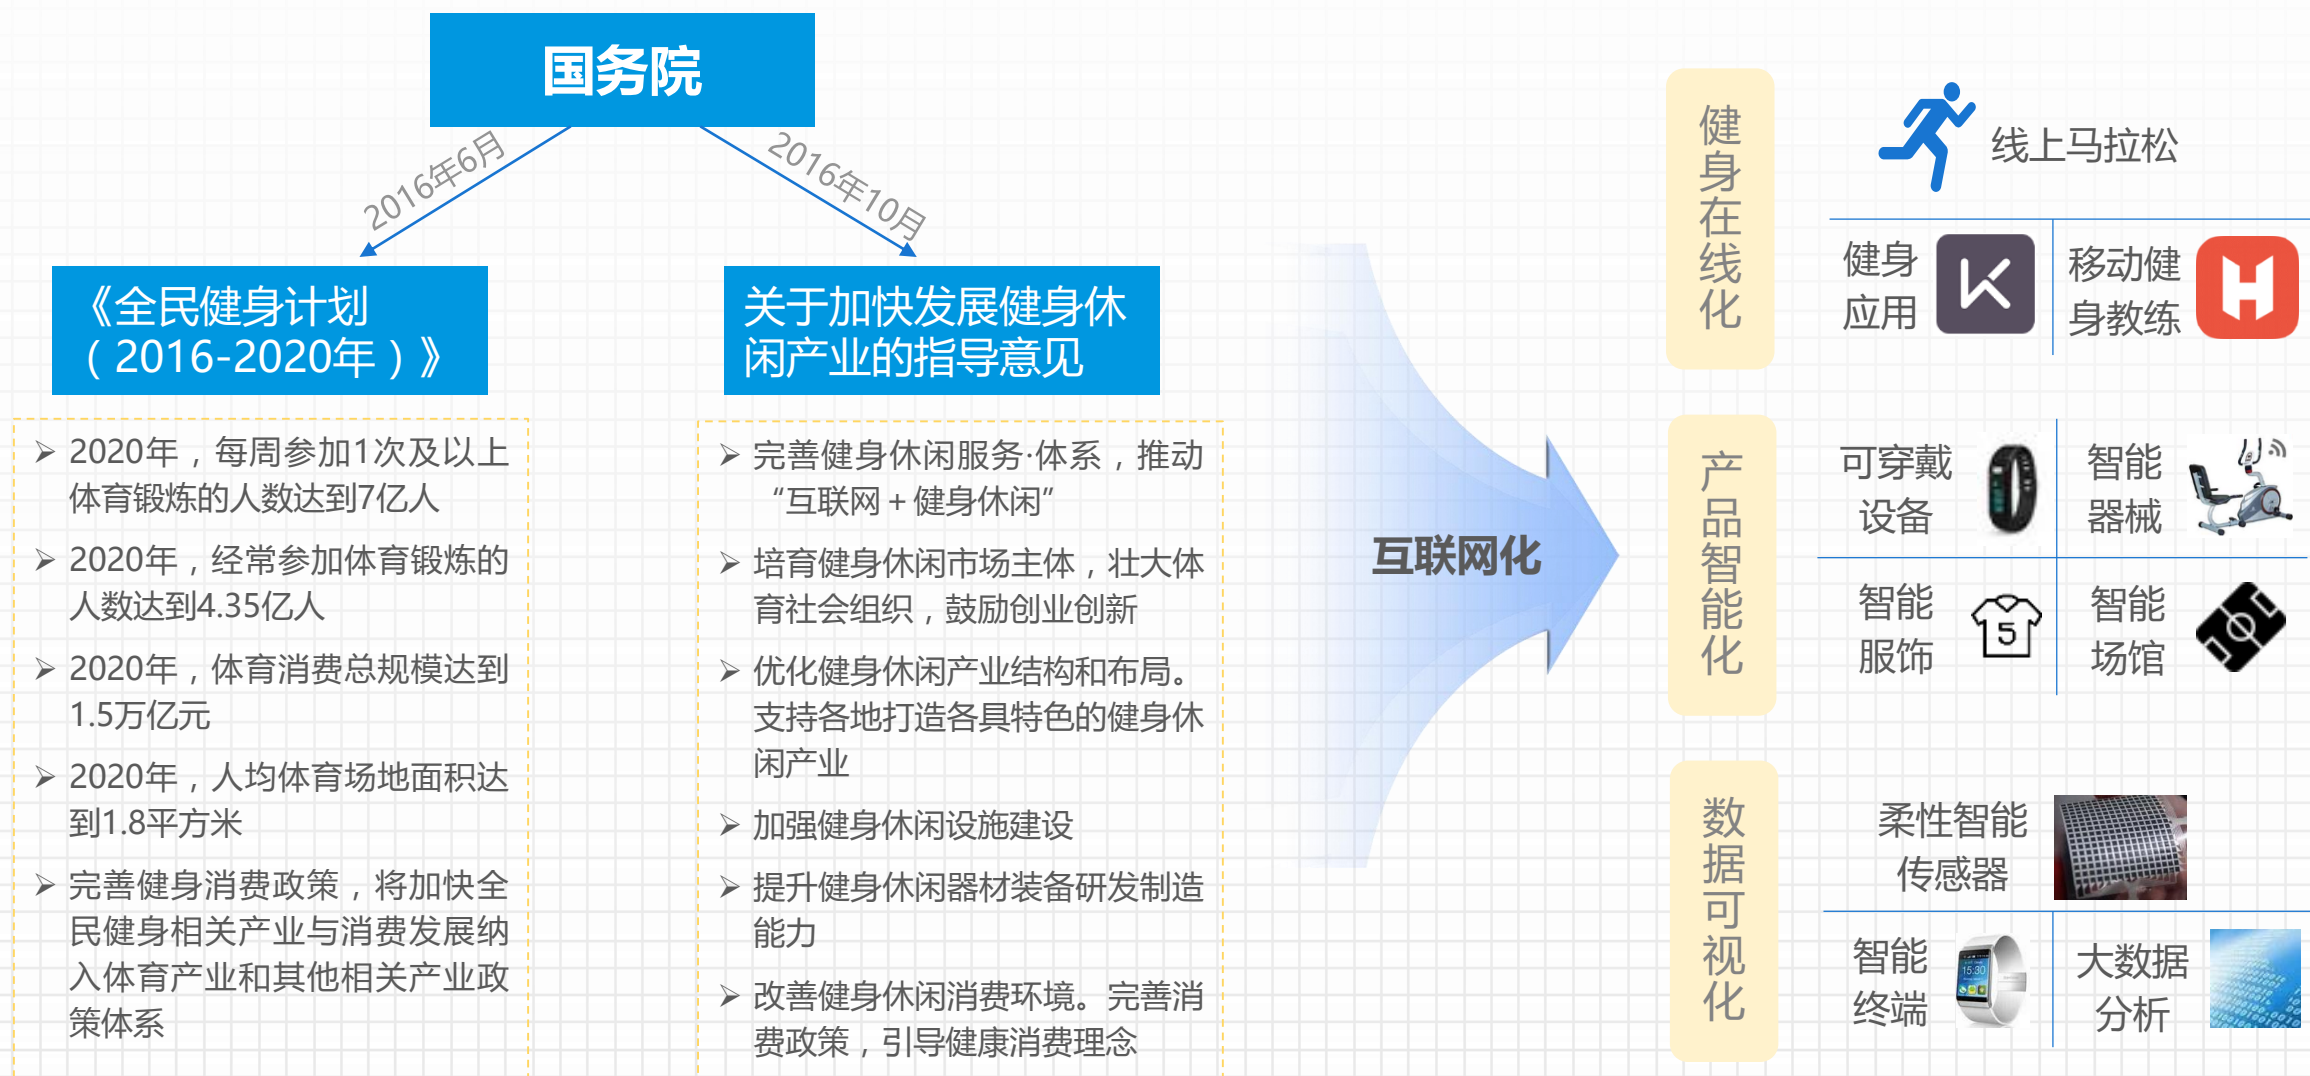 国务院
2016年6月
2016年10月
《全民健身计划
（2016-2020年）》
2020年，每周参加1次及以上
体育锻炼的人数达到7亿人
2020年，经常参加体育锻炼的
人数达到4.35亿人
2020年，体育消费总规模达到
1.5万亿元
2020年，人均体育场地面积达
到1.8平方米
完善健身消费政策，将加快全
民健身相关产业与消费发展纳
入体育产业和其他相关产业政
策体系
关于加快发展健身休
闲产业的指导意见
完善健身休闲服务·体系，推动
“互联网＋健身休闲”
培育健身休闲市场主体，壮大体
育社会组织，鼓励创业创新
优化健身休闲产业结构和布局。
支持各地打造各具特色的健身休
闲产业
加强健身休闲设施建设
提升健身休闲器材装备研发制造
能力
改善健身休闲消费环境。完善消
费政策，引导健康消费理念
互联网化
健身在线化
线上马拉松
健身
应用
移动健
身教练
H
产品智能化
可穿戴
设备
智能
器械
智能
服饰
5
智能
场馆
数据可视化
柔性智能
传感器
智能
终端
15:30
大数据
分析